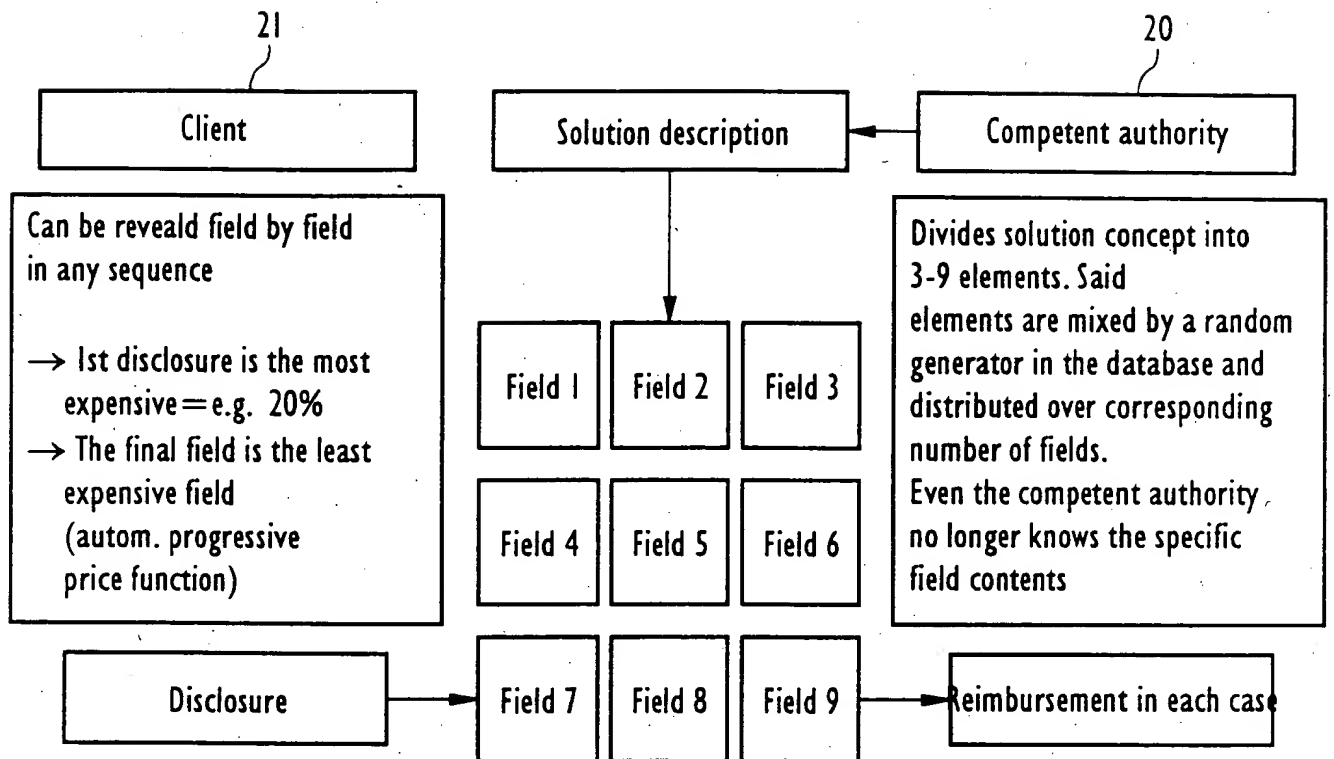 21
20
Client
Solution description
Competent authority
Can be reveald field by field
in any sequence
→ 1st disclosure is the most
expensive=e.g. 20%
→ The final field is the least
expensive field
(autom. progressive
price function)
Divides solution concept into
3-9 elements. Said
elements are mixed by a random
generator in the database and
distributed over corresponding
number of fields.
Even the competent authority
no longer knows the specific
field contents
Field 1
Field 2
Field 3
Field 4
Field 5
Field 6
Disclosure
Field 7
Field 8
Field 9
Reimbursement in each case